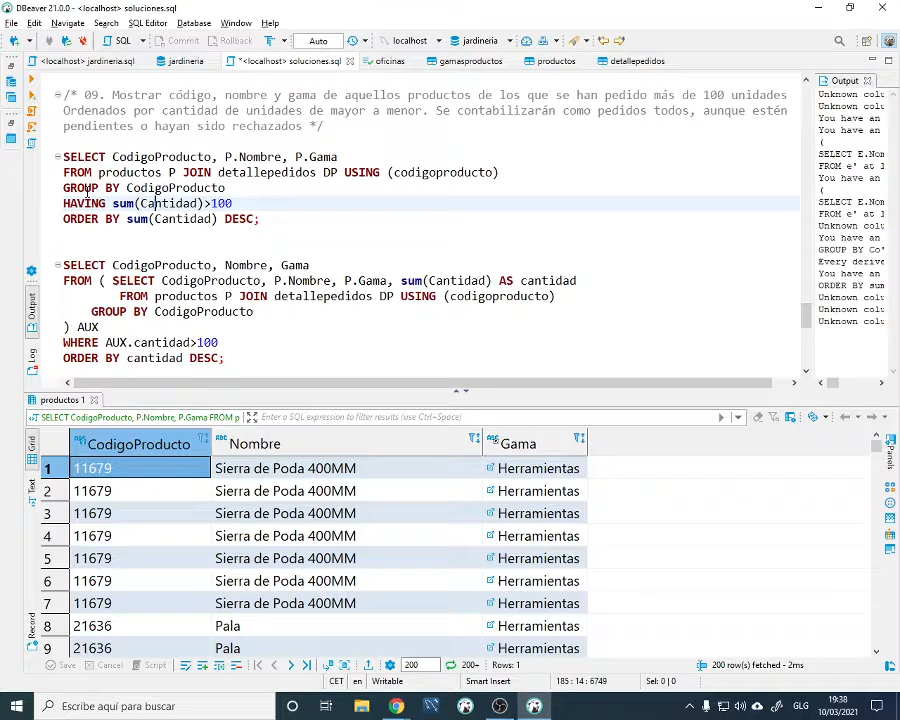 DBeaver 21.0.0 - *<localhost> soluciones.sql
File Edit Navigate Search SQL Editor Database Window Help
SQL Commit Rollback T Auto localhost jardineria
<localhost> jardineria.sql jardineria *<localhost> soluciones.sql oficinas gamasproductos productos detallepedidos Output
/* 09. Mostrar código, nombre y gama de aquellos productos de los que se han pedido más de 100 unidades
Ordenados por cantidad de unidades de mayor a menor. Se contabilizarán como pedidos todos, aunque estén
pendientes o hayan sido rechazados */
SELECT CodigoProducto, P.Nombre, P.Gama
FROM productos P JOIN detallepedidos DP USING (codigoproducto)
GROUP BY CodigoProducto
HAVING sum(Cantidad)>100
ORDER BY sum(Cantidad) DESC;
SELECT CodigoProducto, Nombre, Gama
FROM ( SELECT CodigoProducto, P.Nombre, P.Gama, sum(Cantidad) AS cantidad
FROM productos P JOIN detallepedidos DP USING (codigoproducto)
GROUP BY CodigoProducto
) AUX
WHERE AUX.cantidad>100
ORDER BY cantidad DESC;
Unknown colu
Unknown colu
You have an
You have an
(
SELECT E.Nom
FROM e' at l
You have an
(
SELECT E.Nom
FROM e' at l
Unknown colu
You have an
GROUP BY Co'
Every derive
You have an
ORDER BY sum
Unknown colu
Unknown colu
Unknown colu
Output
Log
productos 1
SELECT CodigoProducto, P.Nombre, P.Gama FROM p Enter a SQL expression to filter results (use Ctrl+Space)
Grid
Text
Record
Panels
CodigoProducto Nombre Gama
1 11679 Sierra de Poda 400MM Herramientas
2 11679 Sierra de Poda 400MM Herramientas
3 11679 Sierra de Poda 400MM Herramientas
4 11679 Sierra de Poda 400MM Herramientas
5 11679 Sierra de Poda 400MM Herramientas
6 11679 Sierra de Poda 400MM Herramientas
7 11679 Sierra de Poda 400MM Herramientas
8 21636 Pala Herramientas
9 21636 Pala Herramientas
Save Cancel Script 200 200+ Rows: 1 200 row(s) fetched - 2ms
CET en Writable Smart Insert 185 : 14 : 6749 Sel: 0 | 0
Escribe aquí para buscar GLG 19:38
10/03/2021